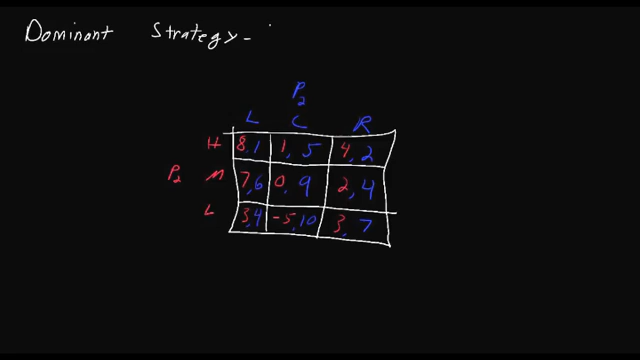 Dominant Strategy -
P2
L C R
H 8,1 1,5 4,2
P2 M 7,6 0,9 2,4
L 3,4 -5,10 3,7